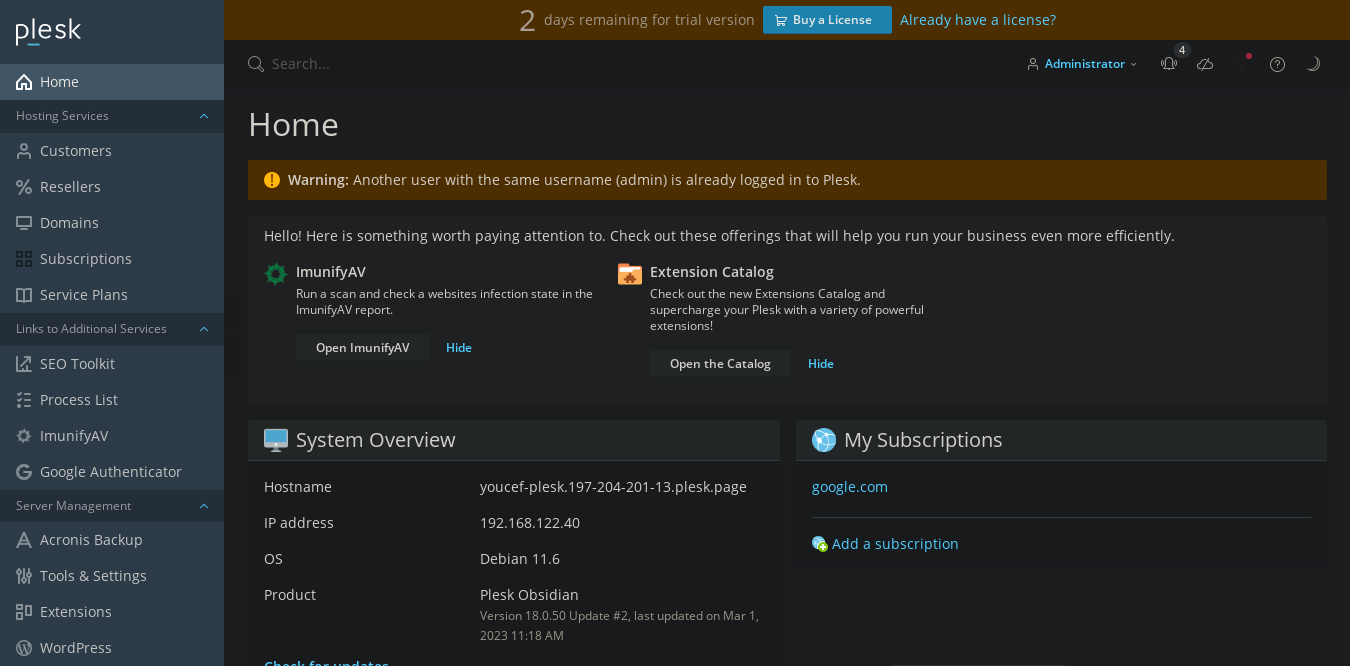 plesk
2 days remaining for trial version Buy a License Already have a license?
Search...
Administrator
4
Home
Hosting Services
Customers
Resellers
Domains
Subscriptions
Service Plans
Links to Additional Services
SEO Toolkit
Process List
ImunifyAV
Google Authenticator
Server Management
Acronis Backup
Tools & Settings
Extensions
WordPress
Home
Warning: Another user with the same username (admin) is already logged in to Plesk.
Hello! Here is something worth paying attention to. Check out these offerings that will help you run your business even more efficiently.
ImunifyAV
Run a scan and check a websites infection state in the
ImunifyAV report.
Open ImunifyAV Hide
Extension Catalog
Check out the new Extensions Catalog and
supercharge your Plesk with a variety of powerful
extensions!
Open the Catalog Hide
System Overview
Hostname youcef-plesk.197-204-201-13.plesk.page
IP address 192.168.122.40
OS Debian 11.6
Product Plesk Obsidian
Version 18.0.50 Update #2, last updated on Mar 1,
2023 11:18 AM
Check for updates
My Subscriptions
google.com
Add a subscription